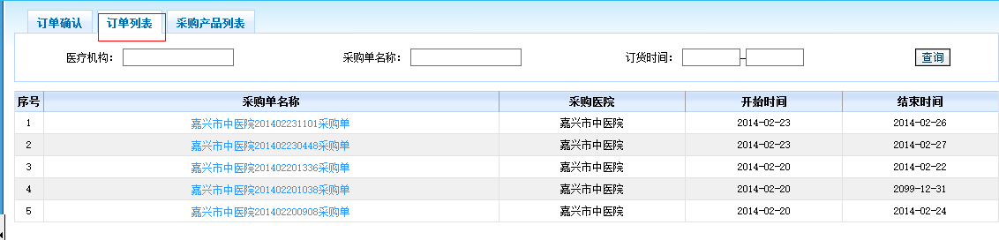 订单确认 订单列表 采购产品列表
医疗机构： 采购单名称： 订货时间： — 查询
序号 采购单名称 采购医院 开始时间 结束时间
1 嘉兴市中医院201402231101采购单 嘉兴市中医院 2014-02-23 2014-02-26
2 嘉兴市中医院201402230448采购单 嘉兴市中医院 2014-02-23 2014-02-27
3 嘉兴市中医院201402201336采购单 嘉兴市中医院 2014-02-20 2014-02-22
4 嘉兴市中医院201402201038采购单 嘉兴市中医院 2014-02-20 2099-12-31
5 嘉兴市中医院201402200908采购单 嘉兴市中医院 2014-02-20 2014-02-24